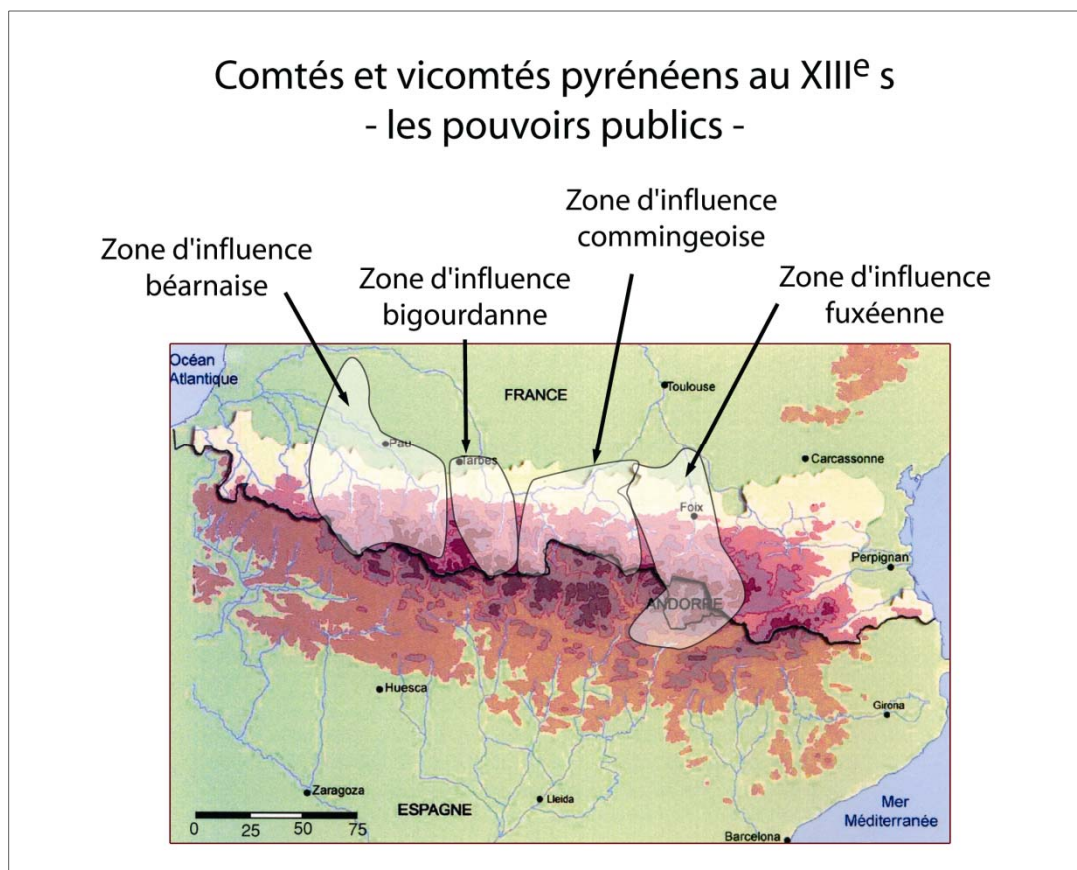 Comtés et vicomtés pyrénéens au XIIIe s
- les pouvoirs publics -
Zone d'influence
commingeoise
Zone d'influence
béarnaise
Zone d'influence
bigourdanne
Zone d'influence
fuxéenne
Océan
Atlantique
FRANCE
Toulouse
Pau
Tarbes
Carcassonne
Foix
Perpignan
ANDORRE
Huesca
Girona
Zaragoza
Lleida
ESPAGNE
Mer
Méditerranée
0 25 50 75
Barcelona